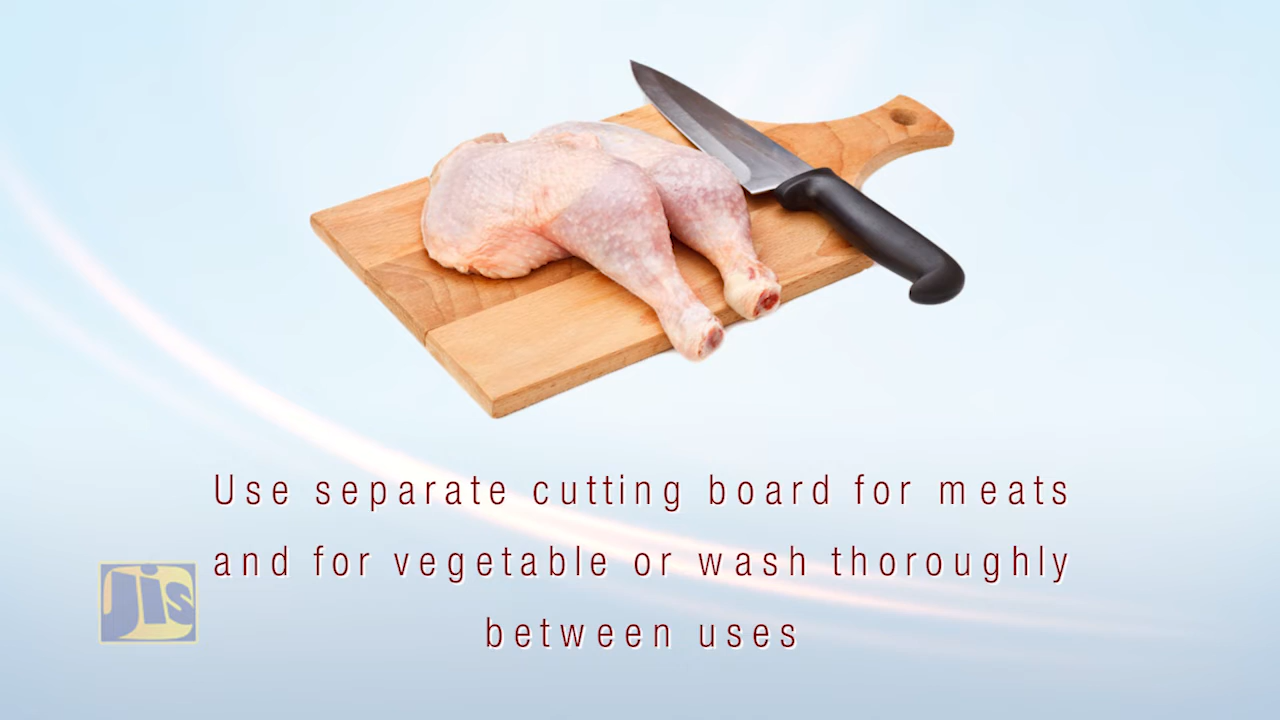 Use separate cutting board for meats
and for vegetable or wash thoroughly
between uses
jis